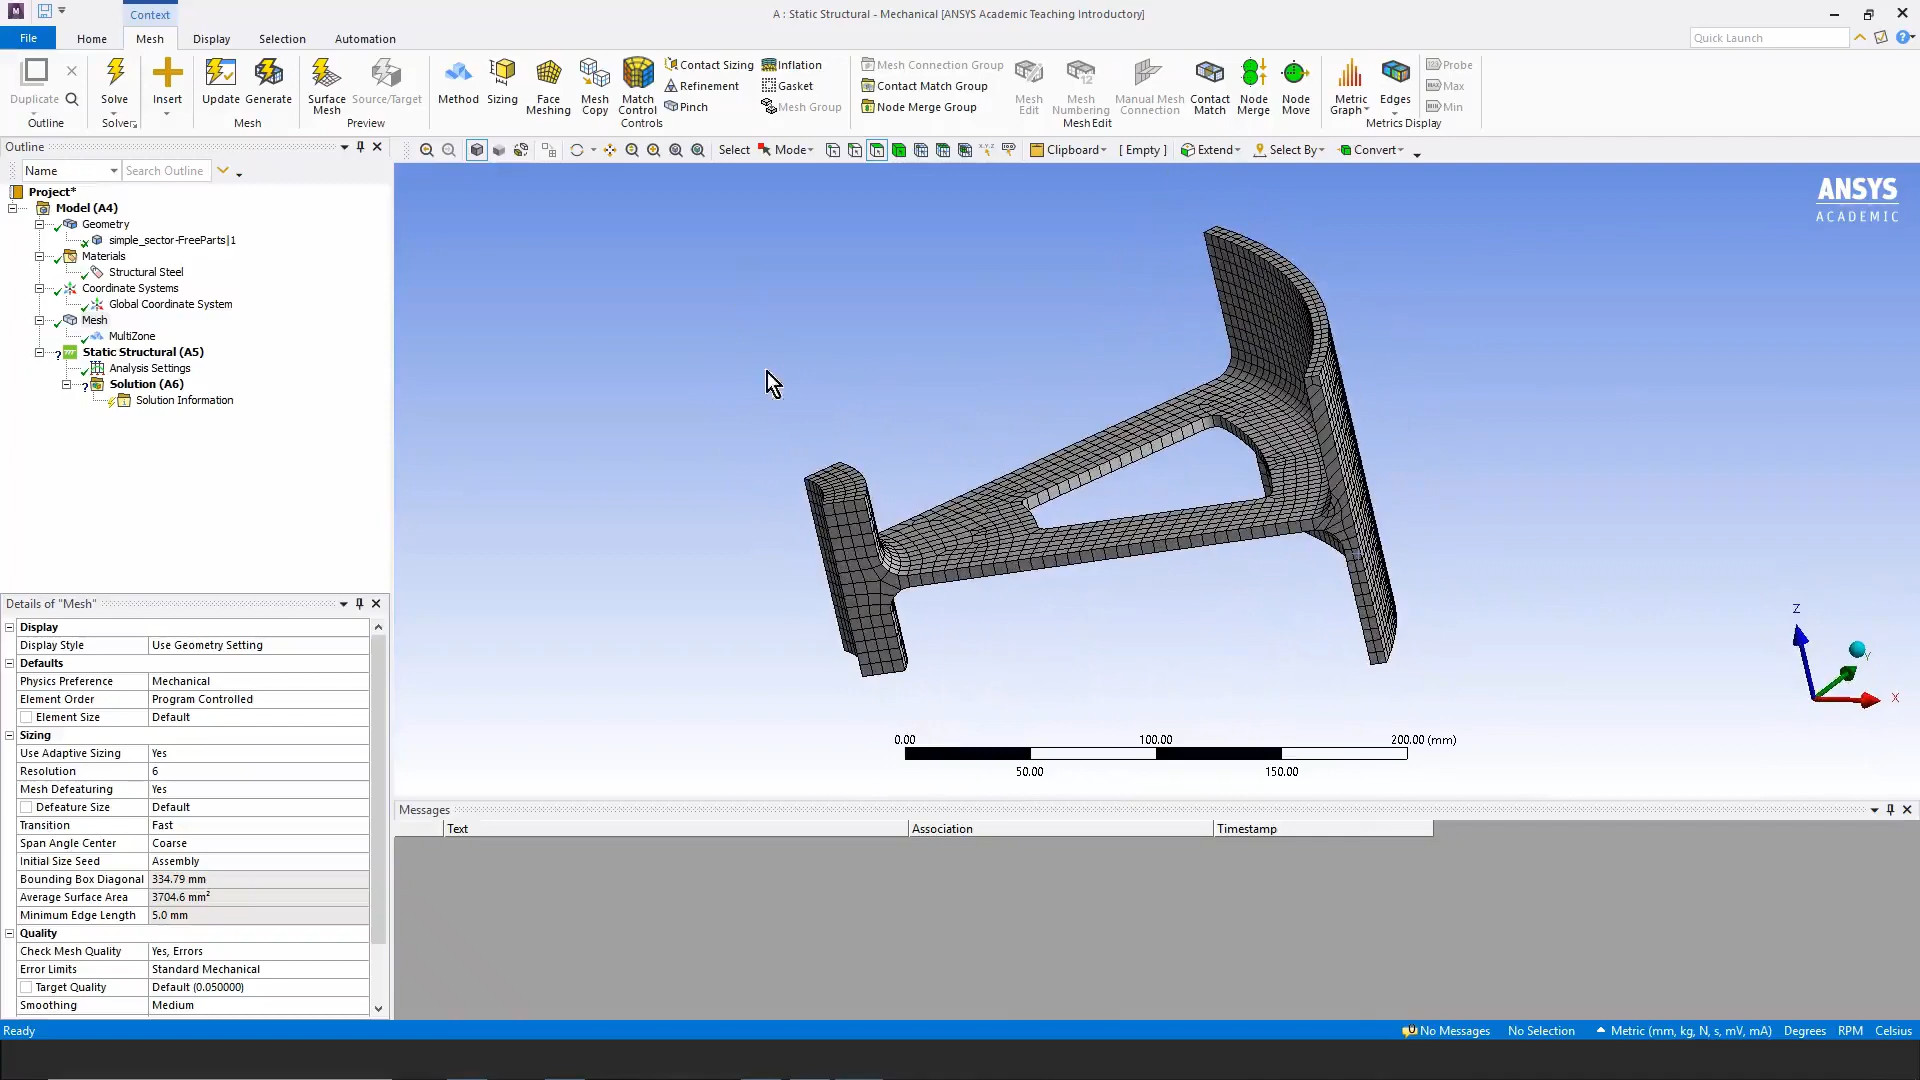 Context
A : Static Structural - Mechanical [ANSYS Academic Teaching Introductory]
File Home Mesh Display Selection Automation
Quick Launch
Duplicate
Outline
Solve
Solver
Insert
Update Generate
Mesh
Surface Mesh
Source/Target
Preview
Method Sizing Face Meshing Mesh Copy Match Control
Contact Sizing
Refinement
Pinch
Inflation
Gasket
Mesh Group
Controls
Mesh Connection Group
Contact Match Group
Node Merge Group
Mesh Edit Mesh Numbering Manual Mesh Connection Contact Match Node Merge Node Move
Mesh Edit
Metric Graph Edges
Probe
Max
Min
Metrics Display
Outline
Name Search Outline
Select Mode Clipboard [ Empty ] Extend Select By Convert
Project*
Model (A4)
Geometry
simple_sector-FreeParts|1
Materials
Structural Steel
Coordinate Systems
Global Coordinate System
Mesh
MultiZone
Static Structural (A5)
Analysis Settings
Solution (A6)
Solution Information
ANSYS
ACADEMIC
Z
Y
X
0.00 100.00 200.00 (mm)
50.00 150.00
Details of "Mesh"
Display
Display Style Use Geometry Setting
Defaults
Physics Preference Mechanical
Element Order Program Controlled
Element Size Default
Sizing
Use Adaptive Sizing Yes
Resolution 6
Mesh Defeaturing Yes
Defeature Size Default
Transition Fast
Span Angle Center Coarse
Initial Size Seed Assembly
Bounding Box Diagonal 334.79 mm
Average Surface Area 3704.6 mm²
Minimum Edge Length 5.0 mm
Quality
Check Mesh Quality Yes, Errors
Error Limits Standard Mechanical
Target Quality Default (0.050000)
Smoothing Medium
Messages
Text Association Timestamp
Ready
No Messages No Selection Metric (mm, kg, N, s, mV, mA) Degrees RPM Celsius